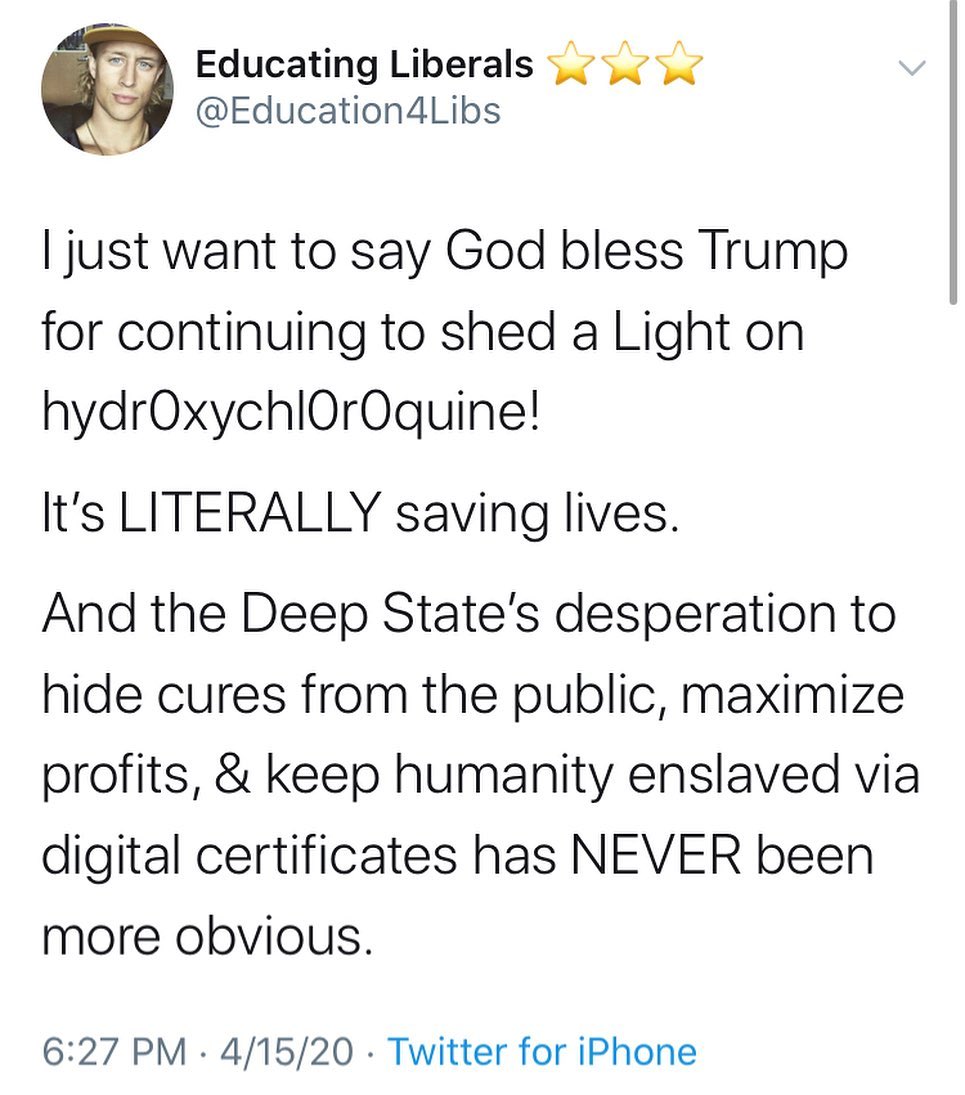 Educating Liberals ⭐⭐⭐
@Education4Libs
I just want to say God bless Trump
for continuing to shed a Light on
hydr0xychl0r0quine!
It’s LITERALLY saving lives.
And the Deep State’s desperation to
hide cures from the public, maximize
profits, & keep humanity enslaved via
digital certificates has NEVER been
more obvious.
6:27 PM · 4/15/20 · Twitter for iPhone